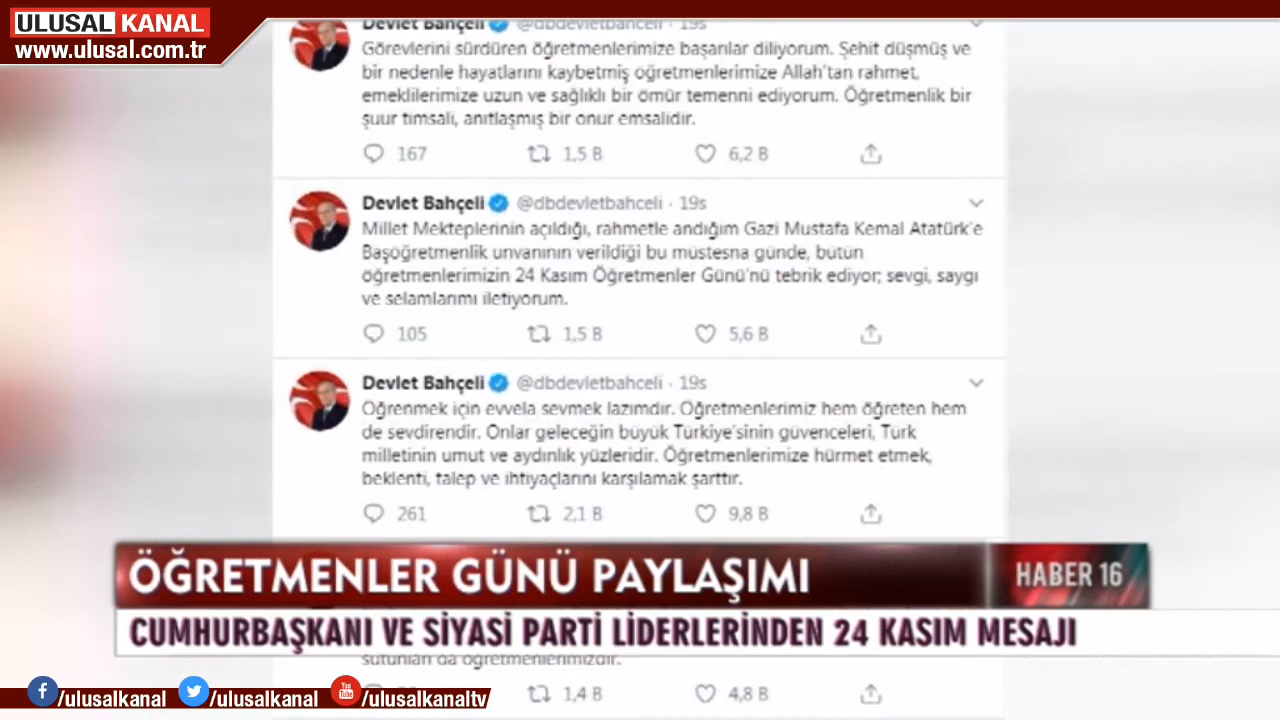 ULUSAL KANAL
www.ulusal.com.tr
Devlet Bahçeli @dbdevletbahceli · 19s
Görevlerini sürdüren öğretmenlerimize başarılar diliyorum. Şehit düşmüş ve
bir nedenle hayatlarını kaybetmiş öğretmenlerimize Allah'tan rahmet,
emeklilerimize uzun ve sağlıklı bir ömür temenni ediyorum. Öğretmenlik bir
şuur timsali, anıtlaşmış bir onur emsalidir.
167 1,5 B 6,2 B
Devlet Bahçeli @dbdevletbahceli · 19s
Millet Mekteplerinin açıldığı, rahmetle andığım Gazi Mustafa Kemal Atatürk'e
Başöğretmenlik unvanının verildiği bu müstesna günde, bütün
öğretmenlerimizin 24 Kasım Öğretmenler Günü'nü tebrik ediyor; sevgi, saygı
ve selamlarımı iletiyorum.
105 1,5 B 5,6 B
Devlet Bahçeli @dbdevletbahceli · 19s
Öğrenmek için evvela sevmek lazımdır. Öğretmenlerimiz hem öğreten hem
de sevdirendir. Onlar geleceğin büyük Türkiye'sinin güvenceleri, Türk
milletinin umut ve aydınlık yüzleridir. Öğretmenlerimize hürmet etmek,
beklenti, talep ve ihtiyaçlarını karşılamak şarttır.
261 2,1 B 9,8 B
ÖĞRETMENLER GÜNÜ PAYLAŞIMI
HABER 16
CUMHURBAŞKANI VE SİYASİ PARTİ LİDERLERİNDEN 24 KASIM MESAJI
sütunları da öğretmenlerimizdir.
1,4 B 4,8 B
/ulusalkanal /ulusalkanal You Tube /ulusalkanaltv